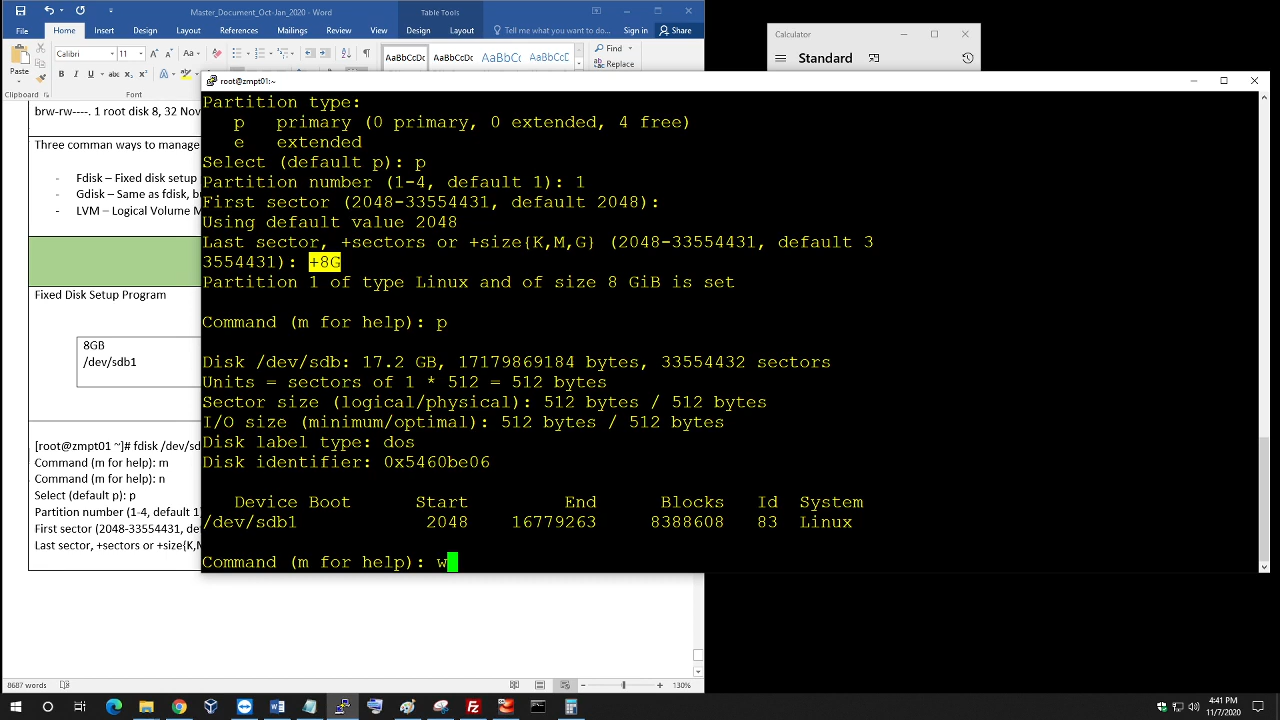 Master_Document_Oct-Jan_2020 - Word
Table Tools
File
Home
Insert
Design
Layout
References
Mailings
Review
View
Design
Layout
Tell me what you want to do...
Sign in
Share
Paste
Clipboard
Calibri
11
Font
AaBbCcDc
AaBbCcDc
AaBbCcDc
AaBbCcDc
Find
Replace
Calculator
Standard
root@zmpt01:~
brw-rw----. 1 root disk 8, 32 Nov
Three comman ways to manage
- Fdisk – Fixed disk setup
- Gdisk – Same as fdisk, bu
- LVM – Logical Volume M
Fixed Disk Setup Program
8GB
/dev/sdb1
[root@zmpt01 ~]# fdisk /dev/sd
Command (m for help): m
Command (m for help): n
Select (default p): p
Partition number (1-4, default 1
First sector (2048-33554431, def
Last sector, +sectors or +size{K,M
Partition type:
p primary (0 primary, 0 extended, 4 free)
e extended
Select (default p): p
Partition number (1-4, default 1): 1
First sector (2048-33554431, default 2048):
Using default value 2048
Last sector, +sectors or +size{K,M,G} (2048-33554431, default 3
3554431): +8G
Partition 1 of type Linux and of size 8 GiB is set
Command (m for help): p
Disk /dev/sdb: 17.2 GB, 17179869184 bytes, 33554432 sectors
Units = sectors of 1 * 512 = 512 bytes
Sector size (logical/physical): 512 bytes / 512 bytes
I/O size (minimum/optimal): 512 bytes / 512 bytes
Disk label type: dos
Disk identifier: 0x5460be06
Device Boot Start End Blocks Id System
/dev/sdb1 2048 16779263 8388608 83 Linux
Command (m for help): w
8687 words
130%
4:41 PM
11/7/2020